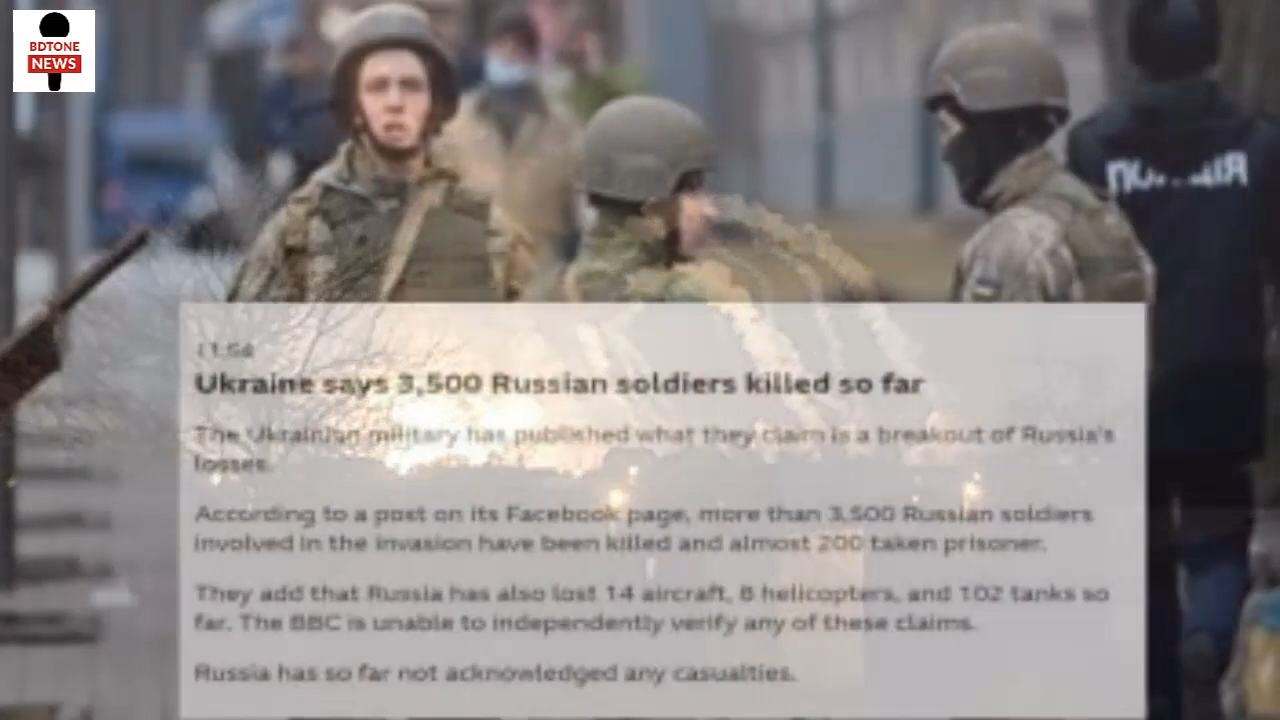 BDTONE
NEWS
11:56
Ukraine says 3,500 Russian soldiers killed so far
The Ukrainian military has published what they claim is a breakout of Russia's
losses.
According to a post on its Facebook page, more than 3,500 Russian soldiers
involved in the invasion have been killed and almost 200 taken prisoner.
They add that Russia has also lost 14 aircraft, 8 helicopters, and 102 tanks so
far. The BBC is unable to independently verify any of these claims.
Russia has so far not acknowledged any casualties.